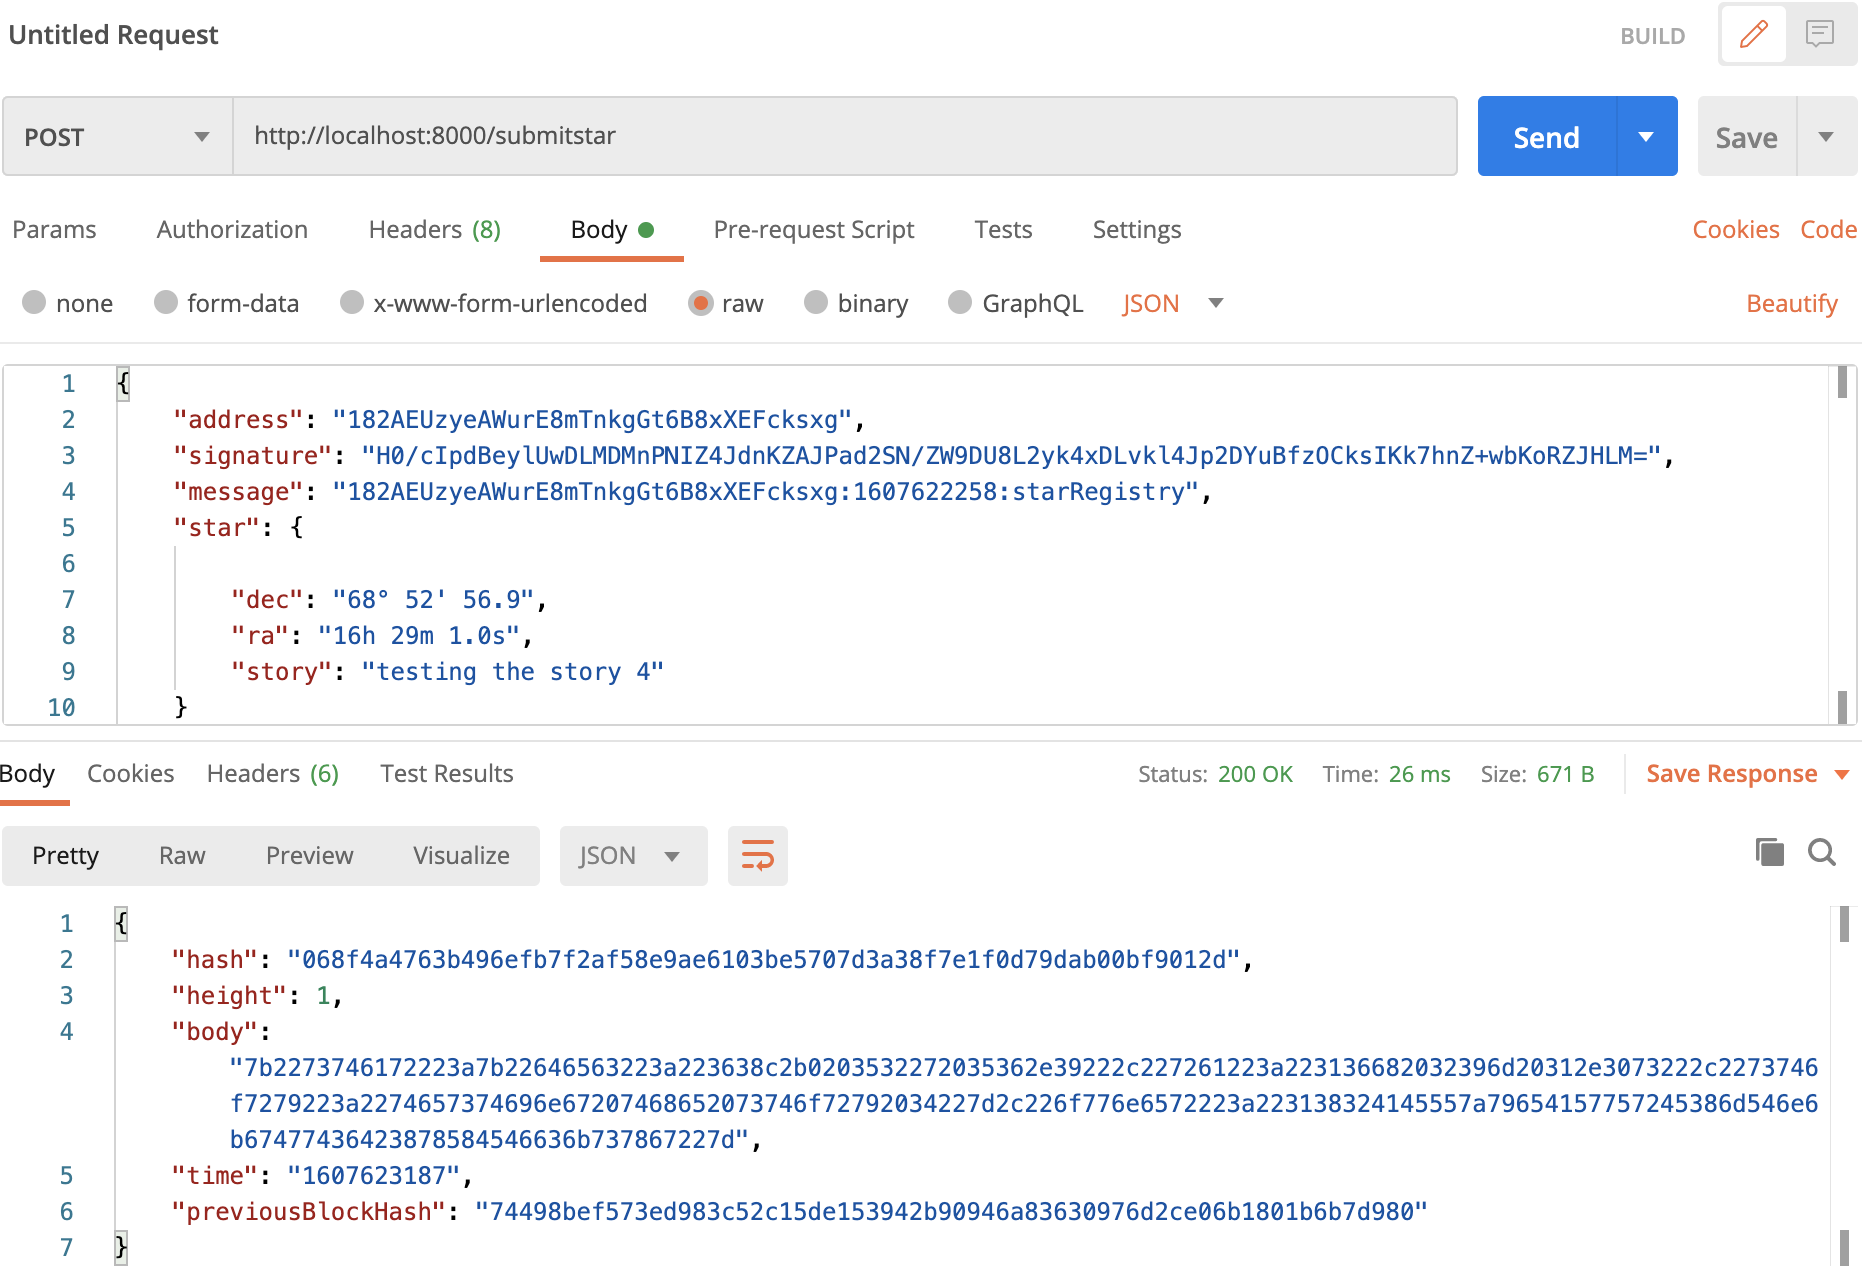 Untitled Request BUILD
POST http://localhost:8000/submitstar Send Save
Params Authorization Headers (8) Body Pre-request Script Tests Settings Cookies Code
none form-data x-www-form-urlencoded raw binary GraphQL JSON Beautify
1 {
2 "address": "182AEUzyeAWurE8mTnkgGt6B8xXEFcksxg",
3 "signature": "H0/cIpdBeylUwDLMDMnPNIZ4JdnKZAJPad2SN/ZW9DU8L2yk4xDLvkl4Jp2DYuBfzOCksIKk7hnZ+wbKoRZJHLM=",
4 "message": "182AEUzyeAWurE8mTnkgGt6B8xXEFcksxg:1607622258:starRegistry",
5 "star": {
6
7 "dec": "68° 52' 56.9",
8 "ra": "16h 29m 1.0s",
9 "story": "testing the story 4"
10 }
Body Cookies Headers (6) Test Results Status: 200 OK Time: 26 ms Size: 671 B Save Response
Pretty Raw Preview Visualize JSON
1 {
2 "hash": "068f4a4763b496efb7f2af58e9ae6103be5707d3a38f7e1f0d79dab00bf9012d",
3 "height": 1,
4 "body":
"7b2273746172223a7b22646563223a223638c2b0203532272035362e39222c227261223a223136682032396d20312e3073222c2273746
f7279223a2274657374696e67207468652073746f72792034227d2c226f776e6572223a223138324145557a79654157757245386d546e6
b674774364238785845466​36b737867227d",
5 "time": "1607623187",
6 "previousBlockHash": "74498bef573ed983c52c15de153942b90946a83630976d2ce06b1801b6b7d980"
7 }